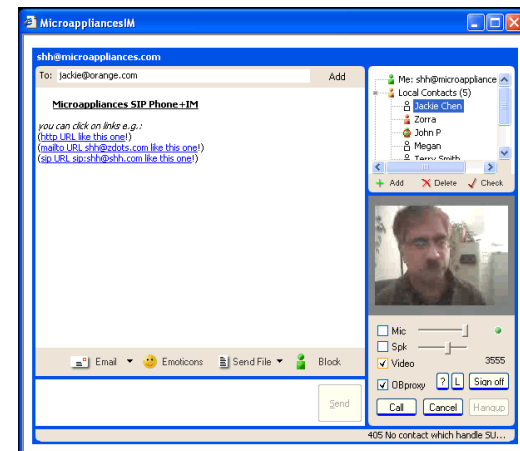 MicroappliancesIM
shh@microappliances.com
To: jackie@orange.com Add
Microappliances SIP Phone+IM
you can click on links e.g.:
(http URL like this one!)
(mailto URL shh@zdots.com like this one!)
(sip URL sip:shh@shh.com like this one!)
Email Emoticons Send File Block
Send
Me: shh@microappliance
Local Contacts (5)
Jackie Chen
Zorra
John P
Megan
Terry Smith
Add Delete Check
Mic
Spk
Video 3555
OBproxy ? L Sign off
Call Cancel Hangup
405 No contact which handle SU...